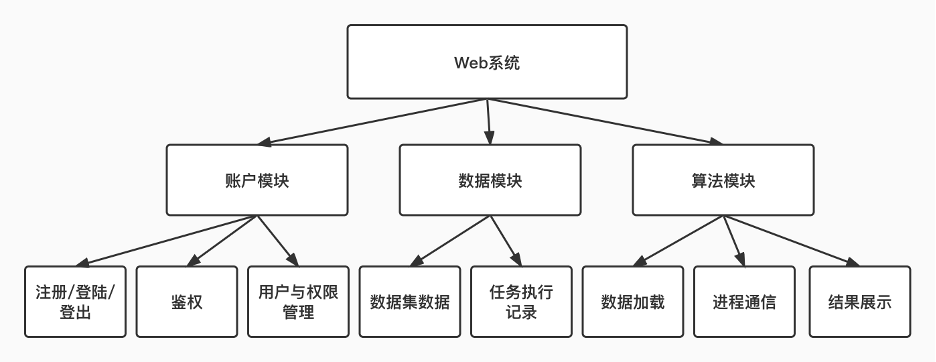 Web系统
账户模块
数据模块
算法模块
注册/登陆/
登出
鉴权
用户与权限
管理
数据集数据
任务执行
记录
数据加载
进程通信
结果展示